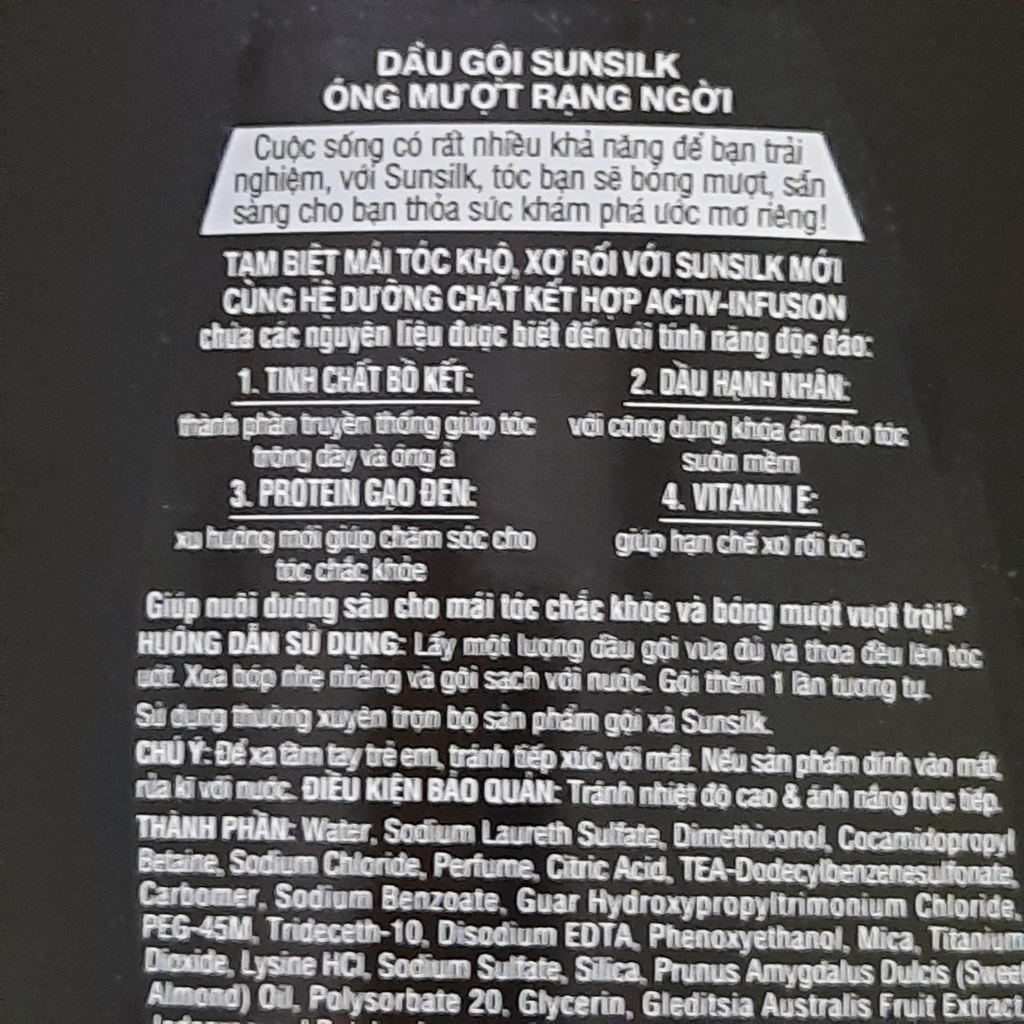 DẦU GỘI SUNSILK
ÓNG MƯỢT RẠNG NGỜI
Cuộc sống có rất nhiều khả năng để bạn trải
nghiệm, với Sunsilk, tóc bạn sẽ bóng mượt, sẵn
sàng cho bạn thỏa sức khám phá ước mơ riêng!
TẠM BIỆT MÁI TÓC KHÔ, XƠ RỐI VỚI SUNSILK MỚI
CÙNG HỆ DƯỠNG CHẤT KẾT HỢP ACTIV-INFUSION
chứa các nguyên liệu được biết đến với tính năng độc đáo:
1. TINH CHẤT BỒ KẾT:
thành phần truyền thống giúp tóc
trông dày và óng ả
2. DẦU HẠNH NHÂN:
với công dụng khóa ẩm cho tóc
suôn mềm
3. PROTEIN GẠO ĐEN:
xu hướng mới giúp chăm sóc cho
tóc chắc khỏe
4. VITAMIN E:
giúp hạn chế xơ rối tóc
Giúp nuôi dưỡng sâu cho mái tóc chắc khỏe và bóng mượt vượt trội!*
HƯỚNG DẪN SỬ DỤNG: Lấy một lượng dầu gội vừa đủ và thoa đều lên tóc
ướt. Xoa bóp nhẹ nhàng và gội sạch với nước. Gội thêm 1 lần tương tự.
Sử dụng thường xuyên trọn bộ sản phẩm gội xả Sunsilk.
CHÚ Ý: Để xa tầm tay trẻ em, tránh tiếp xúc với mắt. Nếu sản phẩm dính vào mắt,
rửa kĩ với nước. ĐIỀU KIỆN BẢO QUẢN: Tránh nhiệt độ cao & ánh nắng trực tiếp.
THÀNH PHẦN: Water, Sodium Laureth Sulfate, Dimethiconol, Cocamidopropyl
Betaine, Sodium Chloride, Perfume, Citric Acid, TEA-Dodecylbenzenesulfonate,
Carbomer, Sodium Benzoate, Guar Hydroxypropyltrimonium Chloride,
PEG-45M, Trideceth-10, Disodium EDTA, Phenoxyethanol, Mica, Titanium
Dioxide, Lysine HCl, Sodium Sulfate, Silica, Prunus Amygdalus Dulcis (Sweet
Almond) Oil, Polysorbate 20, Glycerin, Gleditsia Australis Fruit Extract,